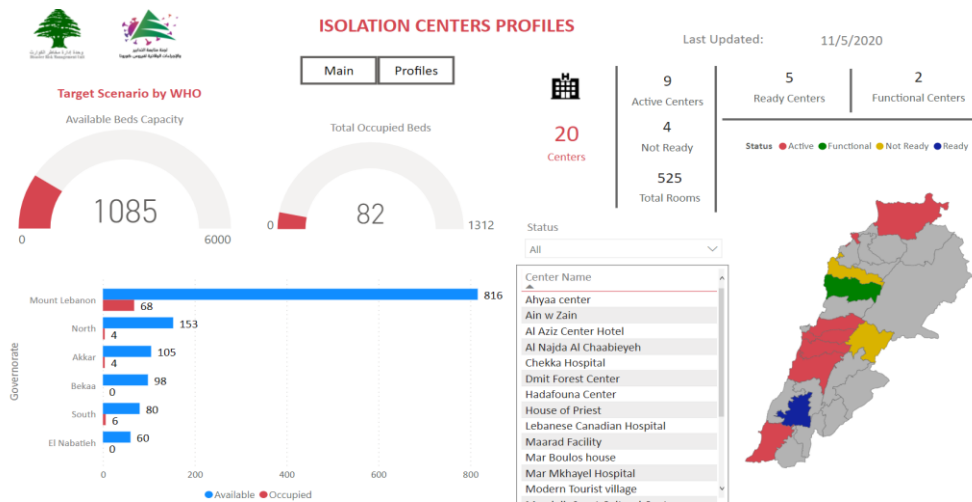 ISOLATION CENTERS PROFILES
Last Updated: 11/5/2020
Main
Profiles
Target Scenario by WHO
Available Beds Capacity
1085
0
6000
Total Occupied Beds
82
0
1312
20
Centers
9
Active Centers
4
Not Ready
525
Total Rooms
5
Ready Centers
2
Functional Centers
Status Active Functional Not Ready Ready
Status
All
Center Name
Ahyaa center
Ain w Zain
Al Aziz Center Hotel
Al Najda Al Chaabieyeh
Chekka Hospital
Dmit Forest Center
Hadafouna Center
House of Priest
Lebanese Canadian Hospital
Maarad Facility
Mar Boulos house
Mar Mkhayel Hospital
Modern Tourist village
Governorate
Mount Lebanon 816
68
North 153
4
Akkar 105
4
Bekaa 98
0
South 80
6
El Nabatieh 60
0
0 200 400 600 800
Available Occupied